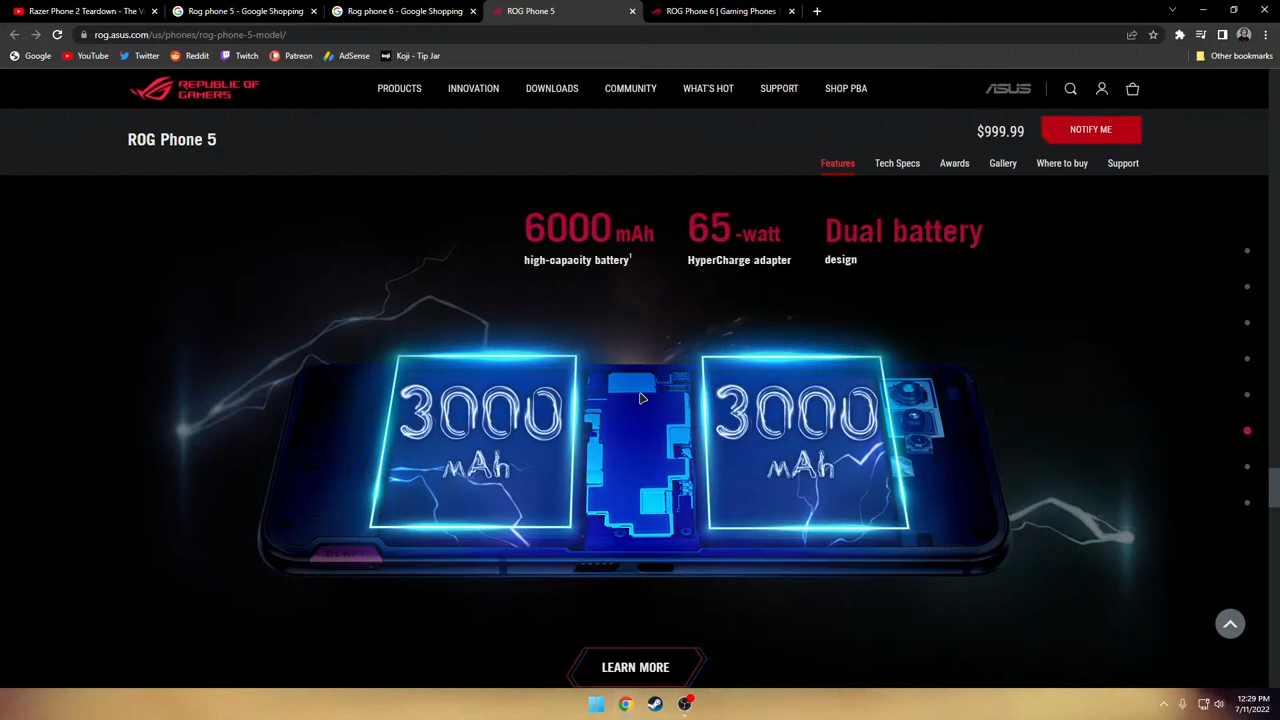 Razer Phone 2 Teardown - The V
Rog phone 5 - Google Shopping
Rog phone 6 - Google Shopping
ROG Phone 5
ROG Phone 6 | Gaming Phones
rog.asus.com/us/phones/rog-phone-5-model/
Google
YouTube
Twitter
Reddit
Twitch
Patreon
AdSense
Koji - Tip Jar
Other bookmarks
REPUBLIC OF
GAMERS
PRODUCTS
INNOVATION
DOWNLOADS
COMMUNITY
WHAT'S HOT
SUPPORT
SHOP PBA
ASUS
ROG Phone 5
$999.99
NOTIFY ME
Features
Tech Specs
Awards
Gallery
Where to buy
Support
6000 mAh
high-capacity battery¹
65-watt
HyperCharge adapter
Dual battery
design
3000
mAh
3000
mAh
LEARN MORE
12:29 PM
7/11/2022